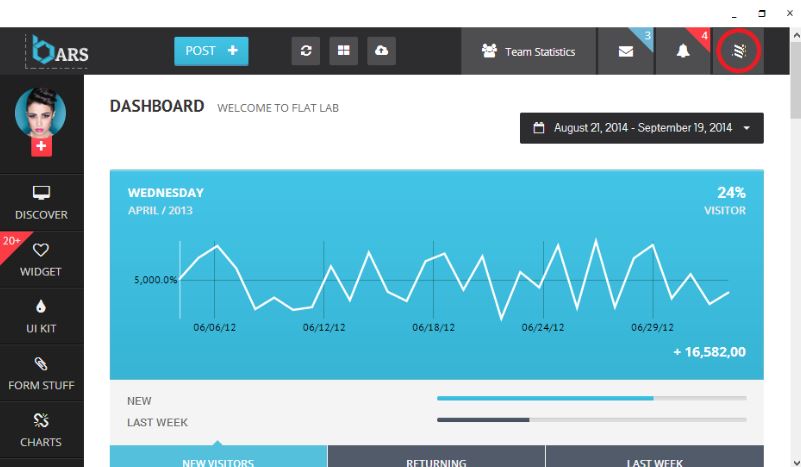 bARS
POST
Team Statistics
3
4
DASHBOARD WELCOME TO FLAT LAB
August 21, 2014 - September 19, 2014
DISCOVER
20+
WIDGET
UI KIT
FORM STUFF
CHARTS
WEDNESDAY
APRIL / 2013
24%
VISITOR
5,000.0%
06/06/12 06/12/12 06/18/12 06/24/12 06/29/12
+ 16,582,00
NEW
LAST WEEK
NEW VISITORS RETURNING LAST WEEK